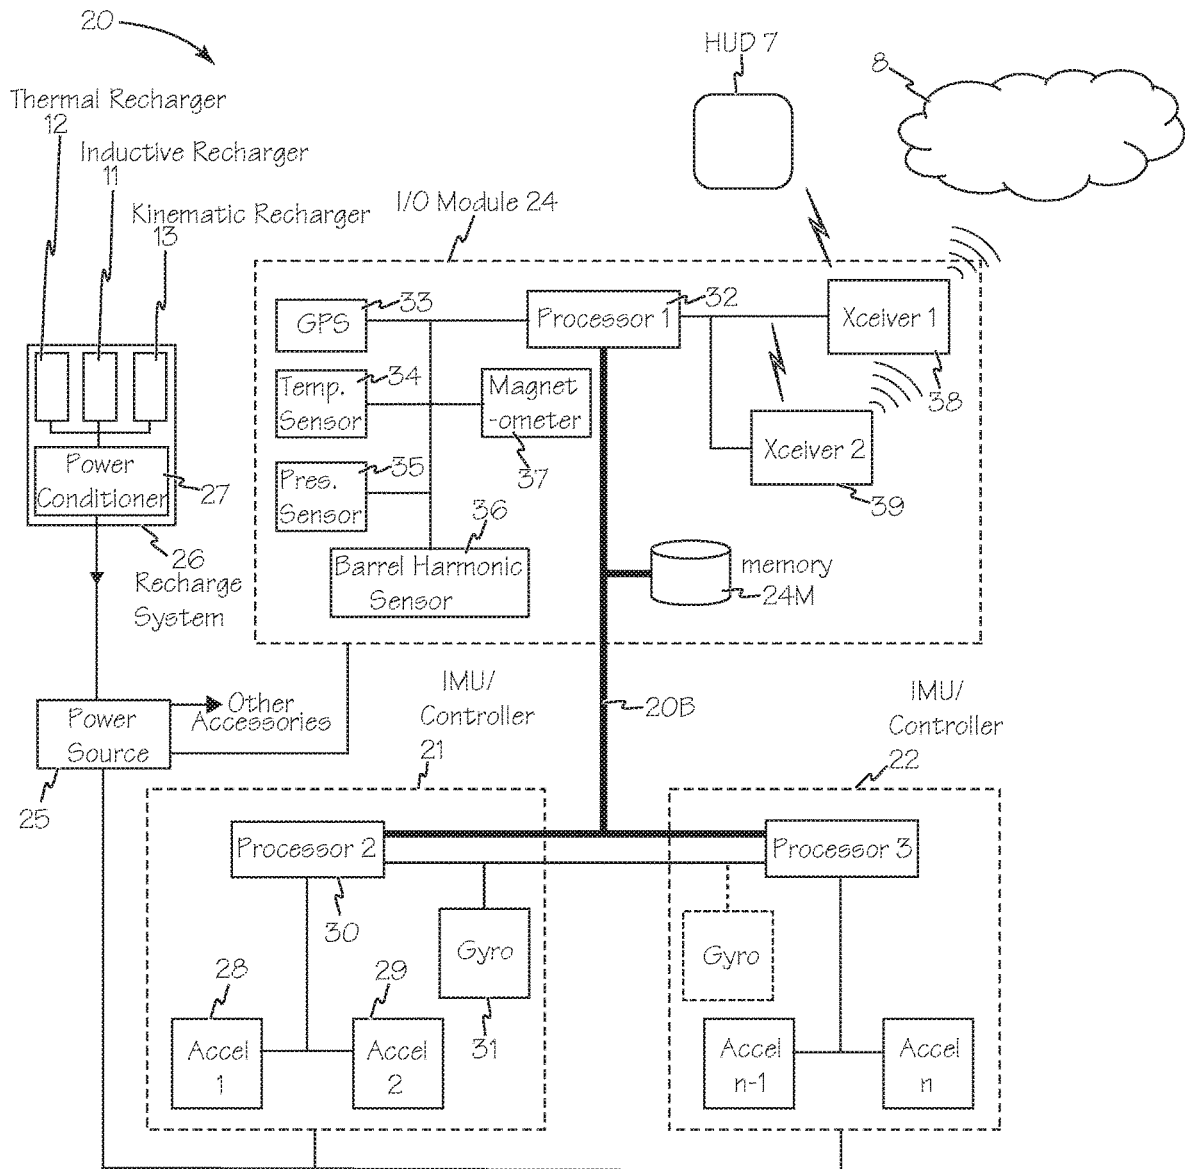 20
HUD 7
8
Thermal Recharger
12
Inductive Recharger
11
Kinematic Recharger
13
I/O Module 24
GPS
33
Processor 1
32
Xceiver 1
38
Temp.
Sensor
34
Magnet
-ometer
37
Xceiver 2
39
Power
Conditioner
27
Pres.
Sensor
35
36
Barrel Harmonic
Sensor
memory
24M
26
Recharge
System
Power
Source
25
Other
Accessories
IMU/
Controller
21
20B
IMU/
Controller
22
Processor 2
30
Processor 3
Gyro
31
Gyro
28
Accel
1
29
Accel
2
Accel
n-1
Accel
n